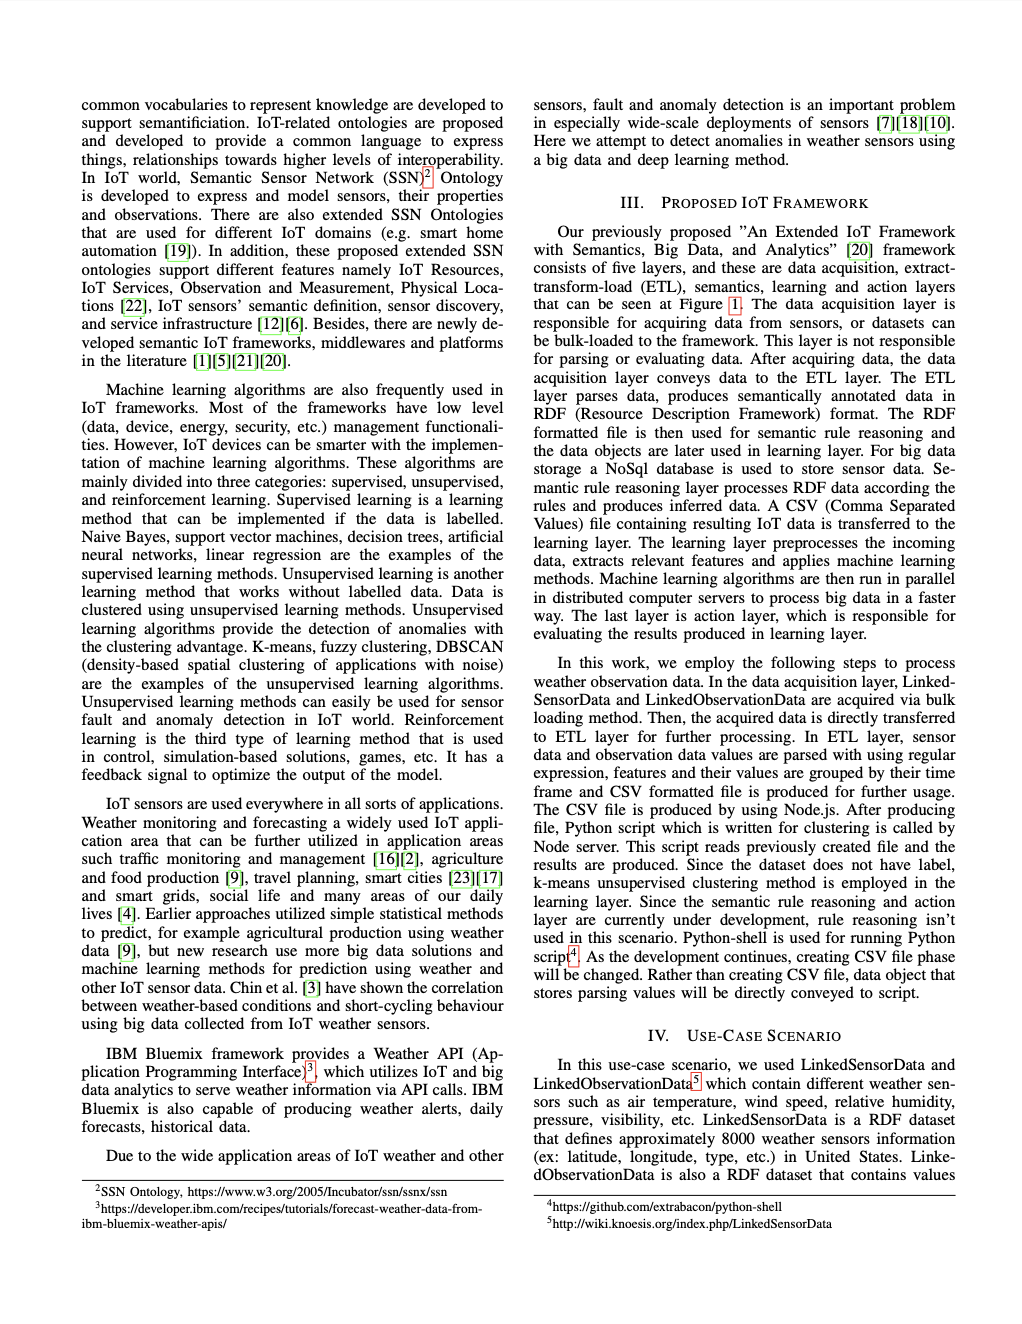 common vocabularies to represent knowledge are developed to
support semantificiation. IoT-related ontologies are proposed
and developed to provide a common language to express
things, relationships towards higher levels of interoperability.
In IoT world, Semantic Sensor Network (SSN)2 Ontology
is developed to express and model sensors, their properties
and observations. There are also extended SSN Ontologies
that are used for different IoT domains (e.g. smart home
automation [19]). In addition, these proposed extended SSN
ontologies support different features namely IoT Resources,
IoT Services, Observation and Measurement, Physical Loca-
tions [22], IoT sensors' semantic definition, sensor discovery,
and service infrastructure [12][6]. Besides, there are newly de-
veloped semantic IoT frameworks, middlewares and platforms
in the literature [1][5][21][20].
Machine learning algorithms are also frequently used in
IoT frameworks. Most of the frameworks have low level
(data, device, energy, security, etc.) management functionali-
ties. However, IoT devices can be smarter with the implemen-
tation of machine learning algorithms. These algorithms are
mainly divided into three categories: supervised, unsupervised,
and reinforcement learning. Supervised learning is a learning
method that can be implemented if the data is labelled.
Naive Bayes, support vector machines, decision trees, artificial
neural networks, linear regression are the examples of the
supervised learning methods. Unsupervised learning is another
learning method that works without labelled data. Data is
clustered using unsupervised learning methods. Unsupervised
learning algorithms provide the detection of anomalies with
the clustering advantage. K-means, fuzzy clustering, DBSCAN
(density-based spatial clustering of applications with noise)
are the examples of the unsupervised learning algorithms.
Unsupervised learning methods can easily be used for sensor
fault and anomaly detection in IoT world. Reinforcement
learning is the third type of learning method that is used
in control, simulation-based solutions, games, etc. It has a
feedback signal to optimize the output of the model.
IoT sensors are used everywhere in all sorts of applications.
Weather monitoring and forecasting a widely used IoT appli-
cation area that can be further utilized in application areas
such traffic monitoring and management [16][2], agriculture
and food production [9], travel planning, smart cities [23][17]
and smart grids, social life and many areas of our daily
lives [4]. Earlier approaches utilized simple statistical methods
to predict, for example agricultural production using weather
data [9], but new research use more big data solutions and
machine learning methods for prediction using weather and
other IoT sensor data. Chin et al. [3] have shown the correlation
between weather-based conditions and short-cycling behaviour
using big data collected from IoT weather sensors.
IBM Bluemix framework provides a Weather API (Ap-
plication Programming Interface)3, which utilizes IoT and big
data analytics to serve weather information via API calls. IBM
Bluemix is also capable of producing weather alerts, daily
forecasts, historical data.
Due to the wide application areas of IoT weather and other
2SSN Ontology, https://www.w3.org/2005/Incubator/ssn/ssnx/ssn
3https://developer.ibm.com/recipes/tutorials/forecast-weather-data-from-
ibm-bluemix-weather-apis/
sensors, fault and anomaly detection is an important problem
in especially wide-scale deployments of sensors [7][18][10].
Here we attempt to detect anomalies in weather sensors using
a big data and deep learning method.
III. PROPOSED IOT FRAMEWORK
Our previously proposed "An Extended IoT Framework
with Semantics, Big Data, and Analytics" [20] framework
consists of five layers, and these are data acquisition, extract-
transform-load (ETL), semantics, learning and action layers
that can be seen at Figure 1. The data acquisition layer is
responsible for acquiring data from sensors, or datasets can
be bulk-loaded to the framework. This layer is not responsible
for parsing or evaluating data. After acquiring data, the data
acquisition layer conveys data to the ETL layer. The ETL
layer parses data, produces semantically annotated data in
RDF (Resource Description Framework) format. The RDF
formatted file is then used for semantic rule reasoning and
the data objects are later used in learning layer. For big data
storage a NoSql database is used to store sensor data. Se-
mantic rule reasoning layer processes RDF data according the
rules and produces inferred data. A CSV (Comma Separated
Values) file containing resulting IoT data is transferred to the
learning layer. The learning layer preprocesses the incoming
data, extracts relevant features and applies machine learning
methods. Machine learning algorithms are then run in parallel
in distributed computer servers to process big data in a faster
way. The last layer is action layer, which is responsible for
evaluating the results produced in learning layer.
In this work, we employ the following steps to process
weather observation data. In the data acquisition layer, Linked-
SensorData and LinkedObservationData are acquired via bulk
loading method. Then, the acquired data is directly transferred
to ETL layer for further processing. In ETL layer, sensor
data and observation data values are parsed with using regular
expression, features and their values are grouped by their time
frame and CSV formatted file is produced for further usage.
The CSV file is produced by using Node.js. After producing
file, Python script which is written for clustering is called by
Node server. This script reads previously created file and the
results are produced. Since the dataset does not have label,
k-means unsupervised clustering method is employed in the
learning layer. Since the semantic rule reasoning and action
layer are currently under development, rule reasoning isn't
used in this scenario. Python-shell is used for running Python
script4. As the development continues, creating CSV file phase
will be changed. Rather than creating CSV file, data object that
stores parsing values will be directly conveyed to script.
IV. USE-CASE SCENARIO
In this use-case scenario, we used LinkedSensorData and
LinkedObservationData5 which contain different weather sen-
sors such as air temperature, wind speed, relative humidity,
pressure, visibility, etc. LinkedSensorData is a RDF dataset
that defines approximately 8000 weather sensors information
(ex: latitude, longitude, type, etc.) in United States. Linke-
dObservationData is also a RDF dataset that contains values
4https://github.com/extrabacon/python-shell
5http://wiki.knoesis.org/index.php/LinkedSensorData